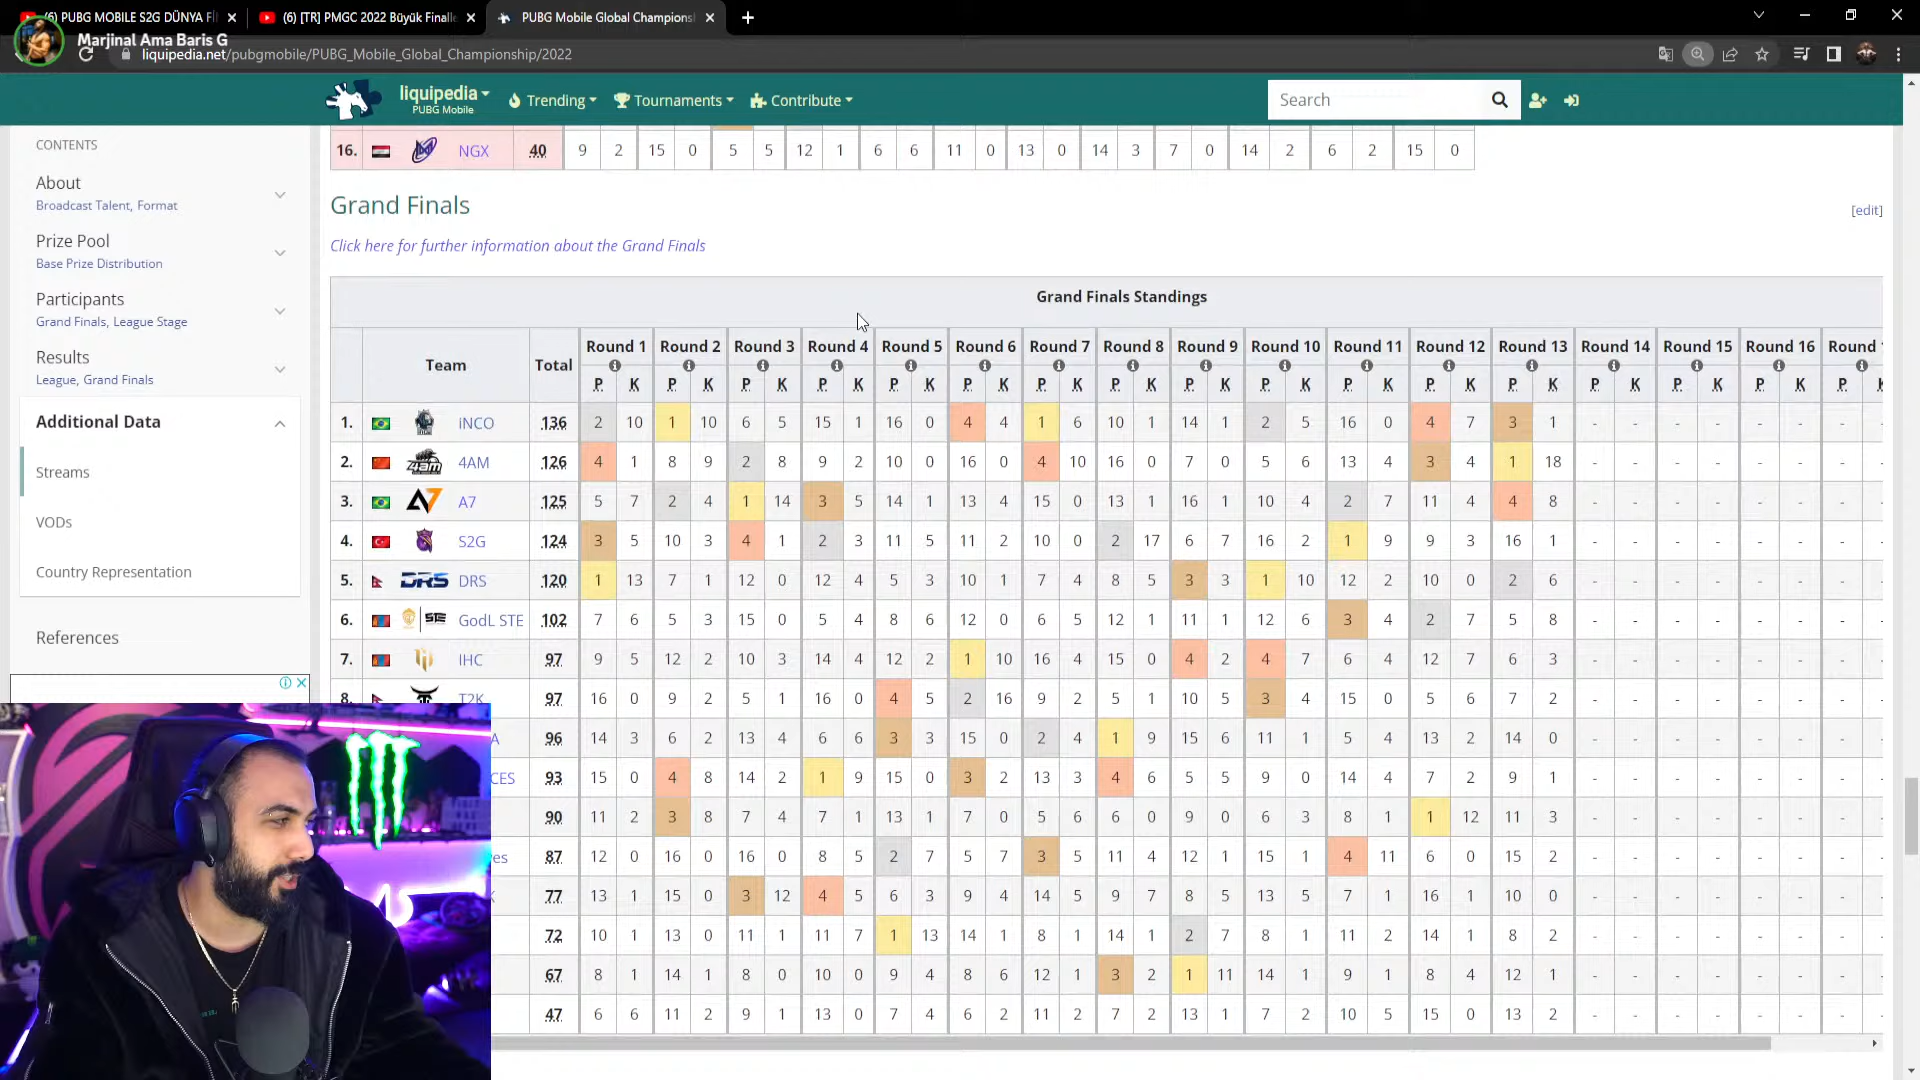 (6) PUBG MOBILE S2G DÜNYA Fİ
(6) [TR] PMGC 2022 Büyük Finalle
PUBG Mobile Global Champions
Marjinal Ama Baris G
liquipedia.net/pubgmobile/PUBG_Mobile_Global_Championship/2022
liquipedia
PUBG Mobile
Trending
Tournaments
Contribute
Search
CONTENTS
About
Broadcast Talent, Format
Prize Pool
Base Prize Distribution
Participants
Grand Finals, League Stage
Results
League, Grand Finals
Additional Data
Streams
VODs
Country Representation
References
16. NGX 40 9 2 15 0 5 5 12 1 6 6 11 0 13 0 14 3 7 0 14 2 6 2 15 0
Grand Finals
[edit]
Click here for further information about the Grand Finals
Grand Finals Standings
Team Total Round 1 Round 2 Round 3 Round 4 Round 5 Round 6 Round 7 Round 8 Round 9 Round 10 Round 11 Round 12 Round 13 Round 14 Round 15 Round 16 Round
P. K P. K P. K P. K P. K P. K P. K P. K P. K P. K P. K P. K P. K P. K P. K P. K P.
1. iNCO 136 2 10 1 10 6 5 15 1 16 0 4 4 1 6 10 1 14 1 2 5 16 0 4 7 3 1 - - - - - - -
2. 4am 4AM 126 4 1 8 9 2 8 9 2 10 0 16 0 4 10 16 0 7 0 5 6 13 4 3 4 1 18 - - - - - - -
3. A7 125 5 7 2 4 1 14 3 5 14 1 13 4 15 0 13 1 16 1 10 4 2 7 11 4 4 8 - - - - - - -
4. S2G 124 3 5 10 3 4 1 2 3 11 5 11 2 10 0 2 17 6 7 16 2 1 9 9 3 16 1 - - - - - - -
5. DRS DRS 120 1 13 7 1 12 0 12 4 5 3 10 1 7 4 8 5 3 3 1 10 12 2 10 0 2 6 - - - - - - -
6. STE GodL STE 102 7 6 5 3 15 0 5 4 8 6 12 0 6 5 12 1 11 1 12 6 3 4 2 7 5 8 - - - - - - -
7. IHC 97 9 5 12 2 10 3 14 4 12 2 1 10 16 4 15 0 4 2 4 7 6 4 12 7 6 3 - - - - - - -
8. T2K 97 16 0 9 2 5 1 16 0 4 5 2 16 9 2 5 1 10 5 3 4 15 0 5 6 7 2 - - - - - - -
A 96 14 3 6 2 13 4 6 6 3 3 15 0 2 4 1 9 15 6 11 1 5 4 13 2 14 0 - - - - - - -
CES 93 15 0 4 8 14 2 1 9 15 0 3 2 13 3 4 6 5 5 9 0 14 4 7 2 9 1 - - - - - - -
90 11 2 3 8 7 4 7 1 13 1 7 0 5 6 6 0 9 0 6 3 8 1 1 12 11 3 - - - - - - -
es 87 12 0 16 0 16 0 8 5 2 7 5 7 3 5 11 4 12 1 15 1 4 11 6 0 15 2 - - - - - - -
77 13 1 15 0 3 12 4 5 6 3 9 4 14 5 9 7 8 5 13 5 7 1 16 1 10 0 - - - - - - -
72 10 1 13 0 11 1 11 7 1 13 14 1 8 1 14 1 2 7 8 1 11 2 14 1 8 2 - - - - - - -
67 8 1 14 1 8 0 10 0 9 4 8 6 12 1 3 2 1 11 14 1 9 1 8 4 12 1 - - - - - - -
47 6 6 11 2 9 1 13 0 7 4 6 2 11 2 7 2 13 1 7 2 10 5 15 0 13 2 - - - - - - -